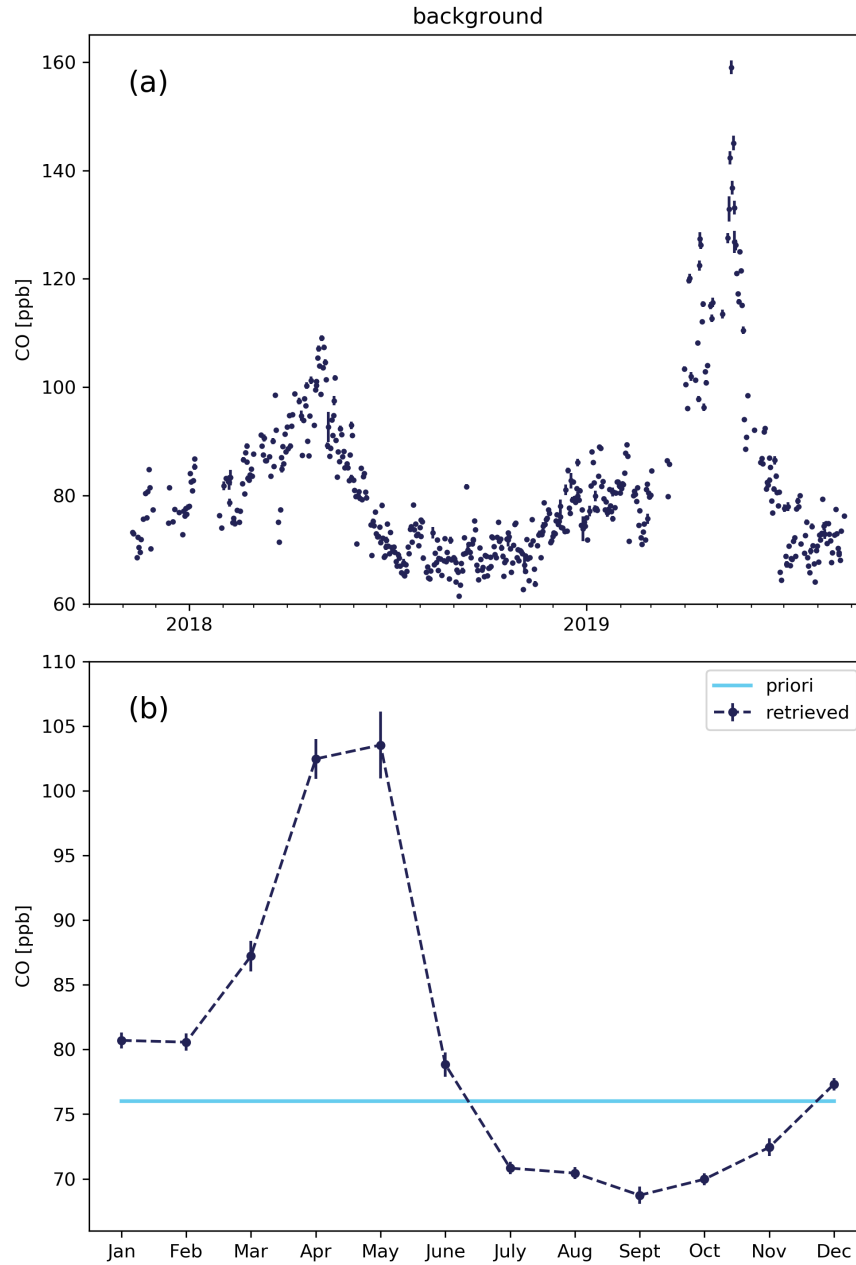 background
(a)
160
140
120
100
80
60
CO [ppb]
2018 2019
110
105
100
95
90
85
80
75
70
CO [ppb]
(b)
priori
retrieved
Jan Feb Mar Apr May June July Aug Sept Oct Nov Dec